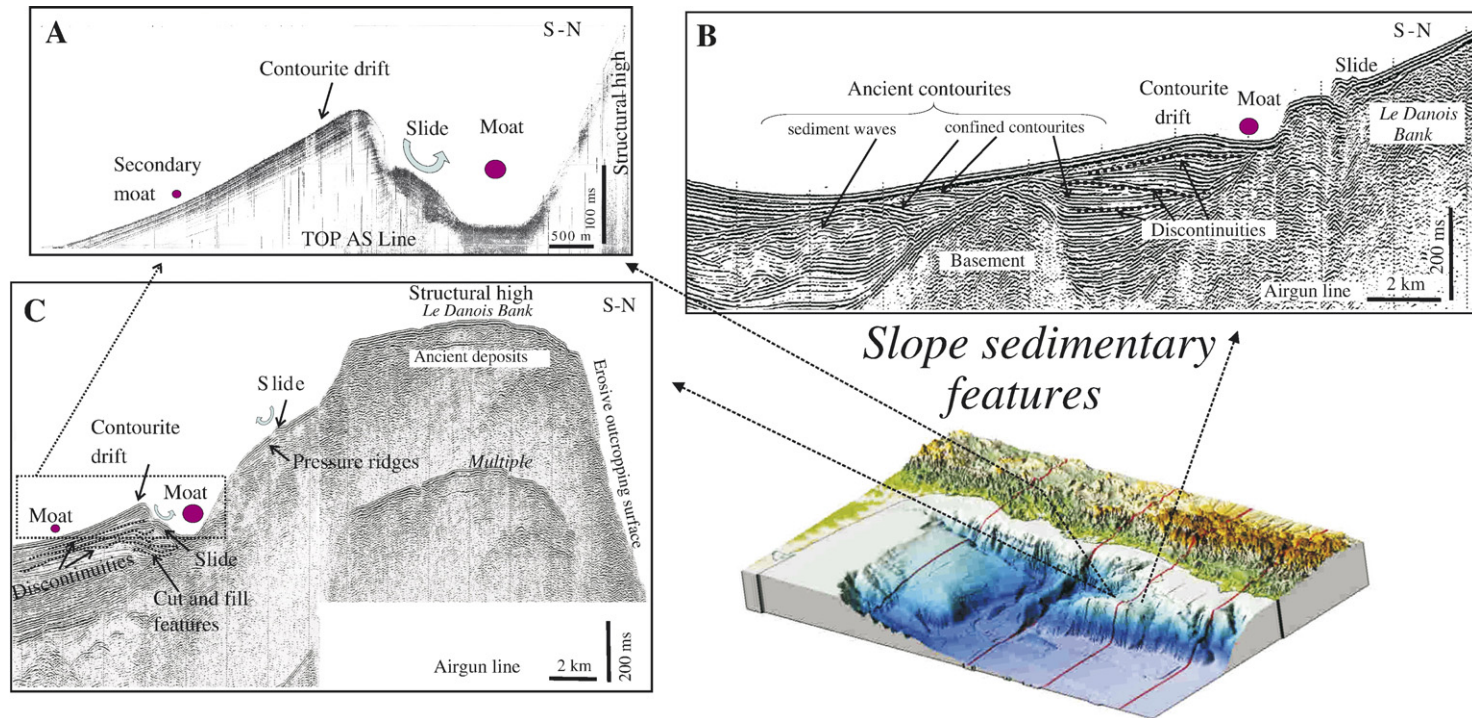 A
S-N
Contourite drift
Slide
Moat
Structural high
Secondary
moat
TOP AS Line
500 m
100 ms
B
S-N
Slide
Ancient contourites
Contourite
drift
Moat
sediment waves
confined contourites
Le Danois
Bank
Discontinuities
Basement
Airgun line
2 km
200 ms
C
Structural high
Le Danois Bank
S-N
Ancient deposits
Slide
Erosive outcropping surface
Contourite
drift
Pressure ridges
Multiple
Moat
Moat
Slide
Discontinuities
Cut and fill
features
Airgun line
2 km
200 ms
Slope sedimentary
features